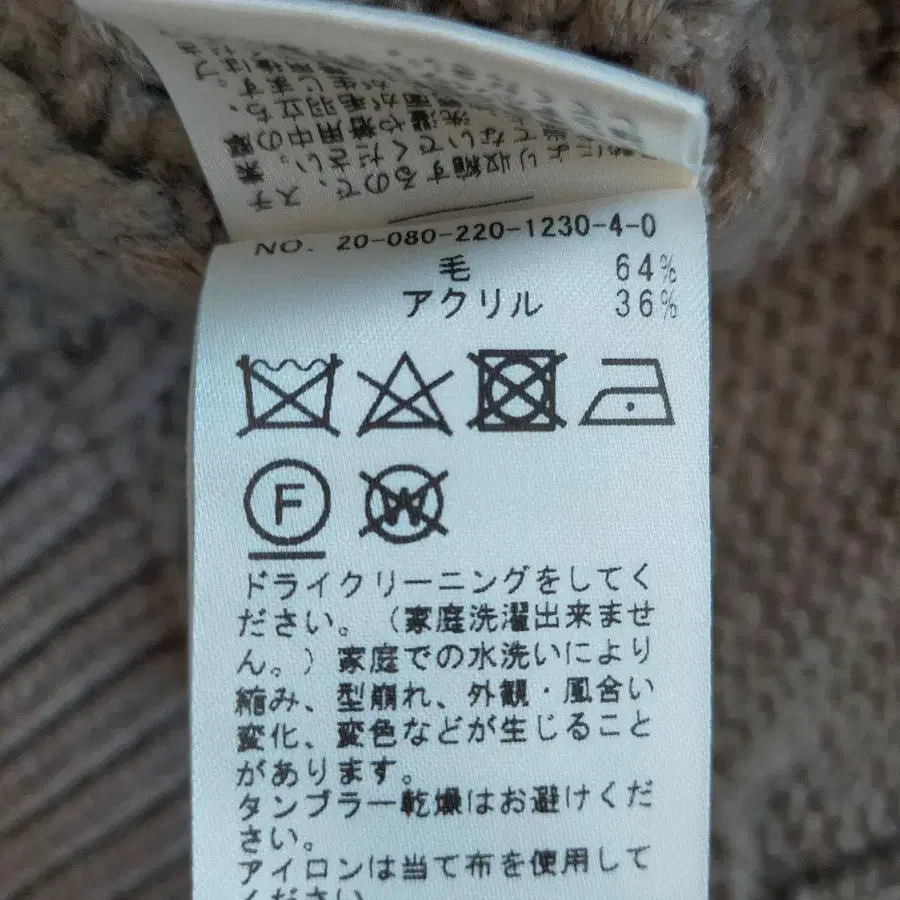 NO. 20-080-220-1230-4-0
毛 64%
アクリル 36%
F
W
ドライクリーニングをしてく
ださい。（家庭洗濯出来ませ
ん。）家庭での水洗いにより
縮み、型崩れ、外観・風合い
変化、変色などが生じること
があります。
タンブラー乾燥はお避けくだ
さい。
アイロンは当て布を使用して
ください